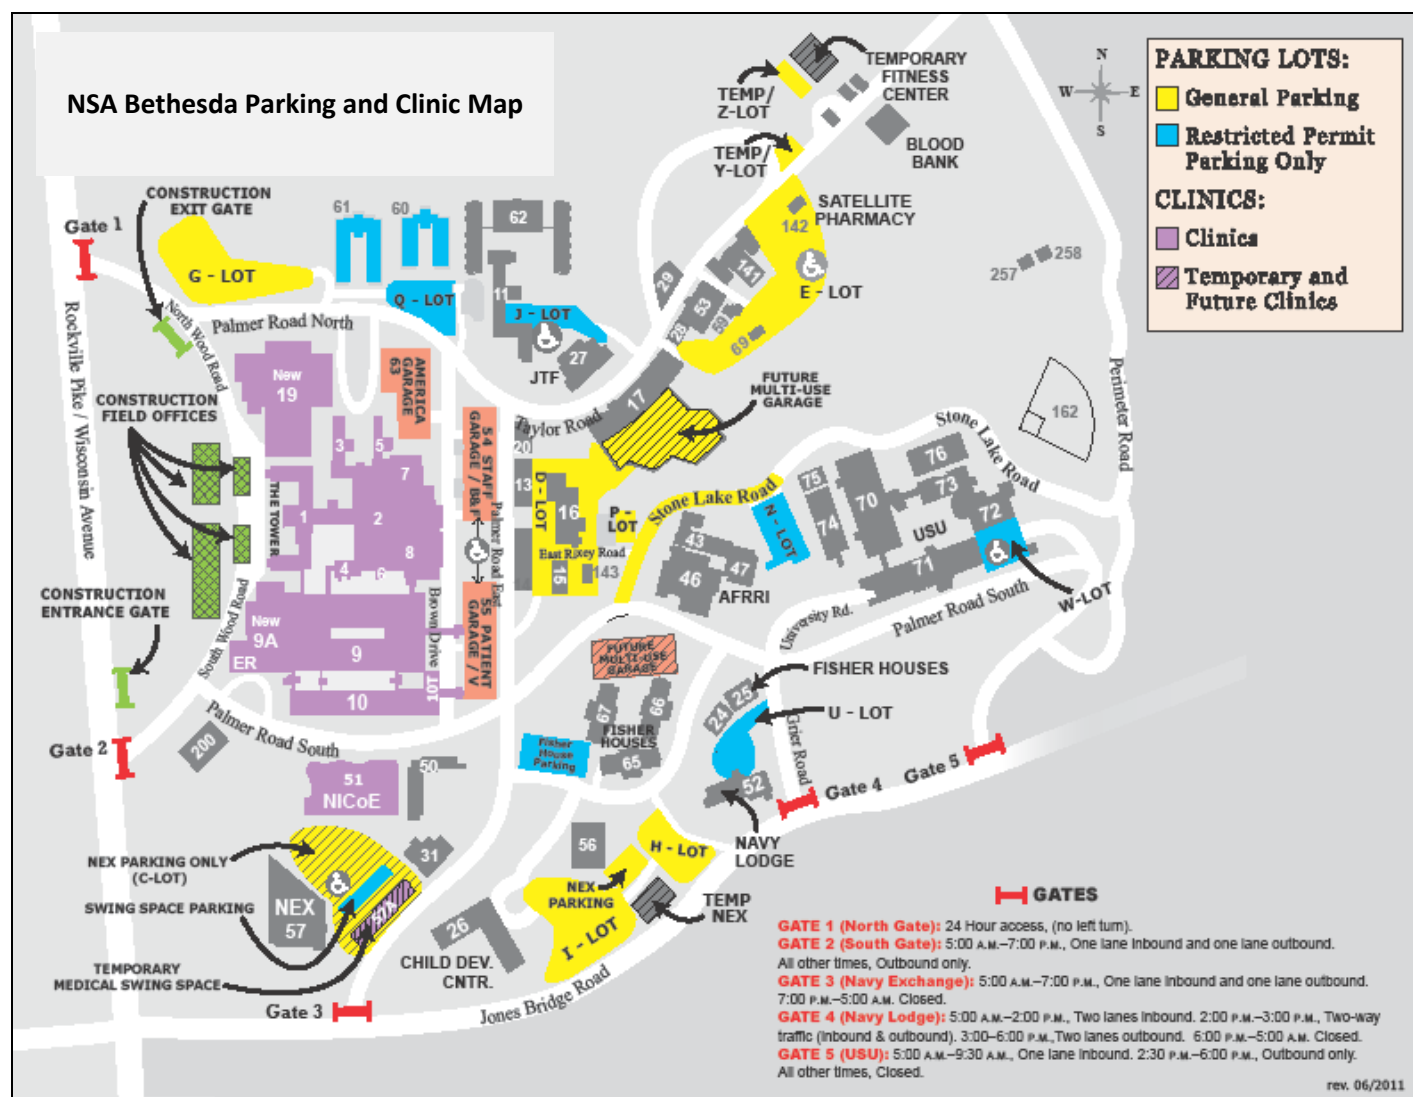 NSA Bethesda Parking and Clinic Map
TEMPORARY
FITNESS
CENTER
TEMP/
Z-LOT
TEMP/
Y-LOT
BLOOD
BANK
N
W
E
S
PARKING LOTS:
General Parking
Restricted Permit
Parking Only
CLINICS:
Clinics
Temporary and
Future Clinics
CONSTRUCTION
EXIT GATE
Gate 1
G - LOT
61
60
62
Q - LOT
11
J - LOT
27
JTF
SATELLITE
PHARMACY
142
141
E - LOT
29
53
59
28
69
257
258
North Wood Road
Palmer Road North
Rockville Pike / Wisconsin Avenue
CONSTRUCTION
FIELD OFFICES
New
19
AMERICA
GARAGE
63
3
5
7
THE TOWER
1
2
8
4
6
54 STAFF
GARAGE / B&F
Palmer Road East
55 PATIENT
GARAGE / V
Brown Drive
Taylor Road
17
FUTURE
MULTI-USE
GARAGE
20
13
D - LOT
16
P -
LOT
East Rixey Road
14
15
143
Stone Lake Road
N - LOT
75
74
70
76
73
72
USU
71
Stone Lake Road
162
Perimeter Road
43
47
46
AFRRI
University Rd.
Palmer Road South
W-LOT
CONSTRUCTION
ENTRANCE GATE
South Wood Road
New
9A
ER
9
10
10T
Gate 2
200
Palmer Road South
51
NICoE
50
FUTURE
MULTI-USE
GARAGE
67
66
FISHER
HOUSES
65
Fisher
House
Parking
FISHER HOUSES
25
24
U - LOT
Grier Road
52
NAVY
LODGE
Gate 4
Gate 5
NEX PARKING ONLY
(C-LOT)
SWING SPACE PARKING
TEMPORARY
MEDICAL SWING SPACE
NEX
57
51X
31
Gate 3
26
CHILD DEV.
CNTR.
56
NEX
PARKING
H - LOT
I - LOT
TEMP
NEX
Jones Bridge Road
GATES
GATE 1 (North Gate): 24 Hour access, (no left turn).
GATE 2 (South Gate): 5:00 A.M.–7:00 P.M., One lane inbound and one lane outbound.
All other times, Outbound only.
GATE 3 (Navy Exchange): 5:00 A.M.–7:00 P.M., One lane inbound and one lane outbound.
7:00 P.M.–5:00 A.M. Closed.
GATE 4 (Navy Lodge): 5:00 A.M.–2:00 P.M., Two lanes inbound. 2:00 P.M.–3:00 P.M., Two-way
traffic (inbound & outbound). 3:00–6:00 P.M.,Two lanes outbound. 6:00 P.M.–5:00 A.M. Closed.
GATE 5 (USU): 5:00 A.M.–9:30 A.M., One lane inbound. 2:30 P.M.–6:00 P.M., Outbound only.
All other times, Closed.
rev. 06/2011